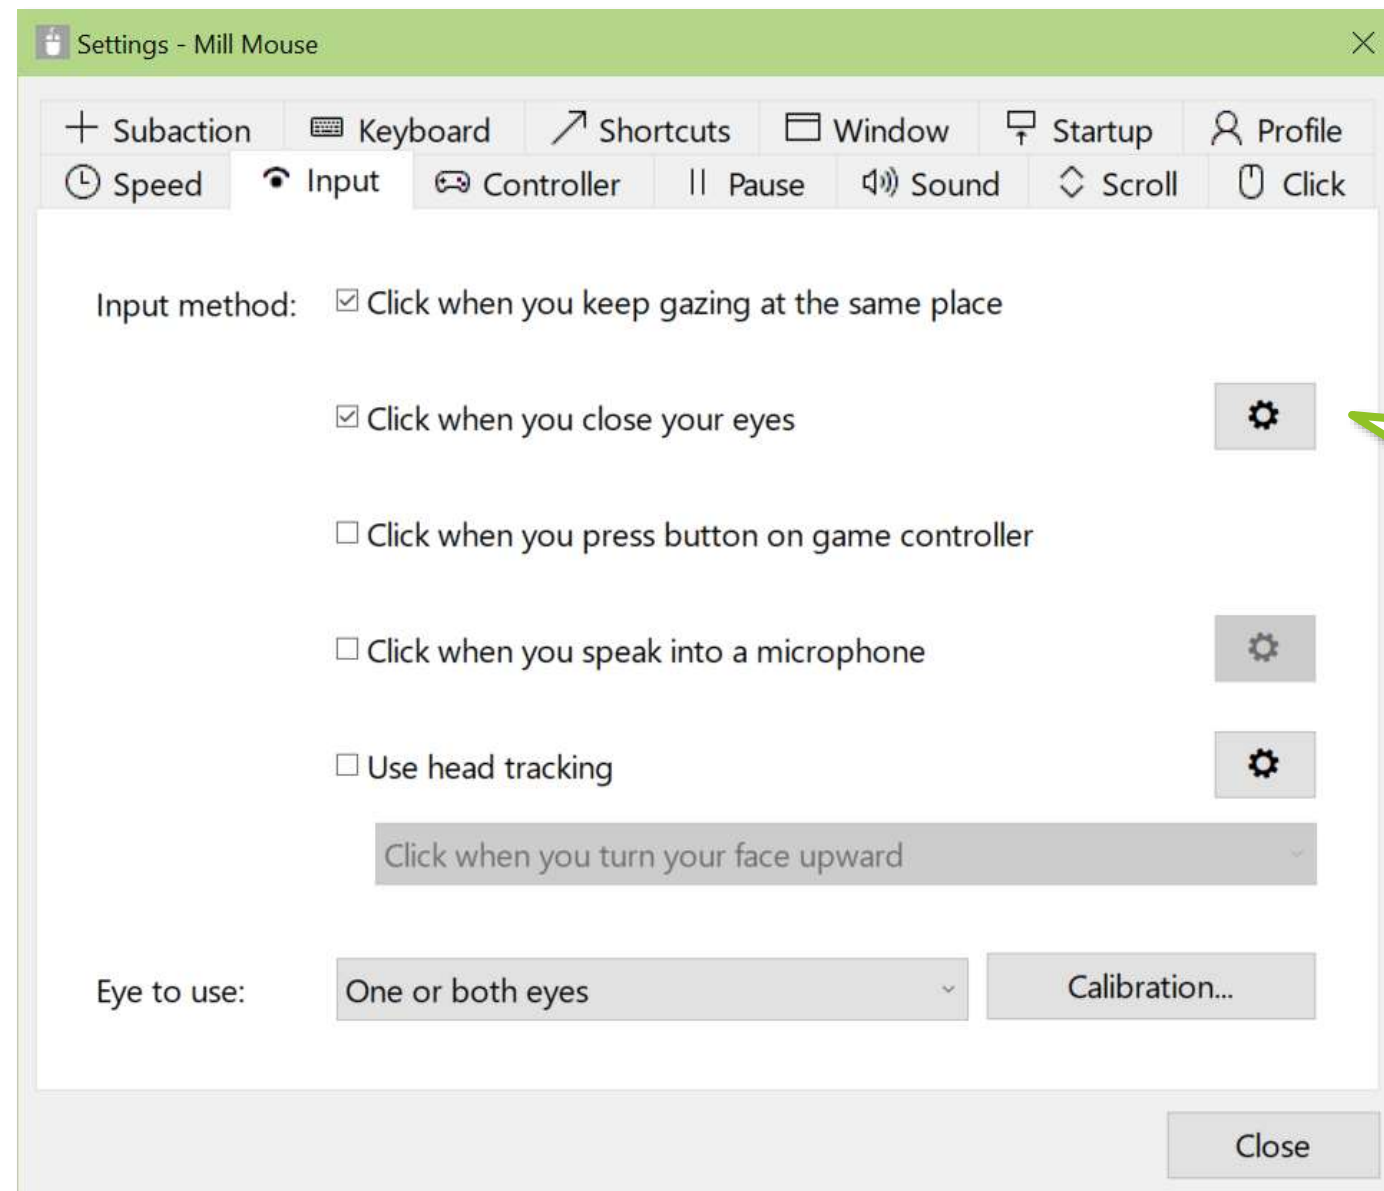 Settings - Mill Mouse
Subaction Keyboard Shortcuts Window Startup Profile
Speed Input Controller Pause Sound Scroll Click
Input method: Click when you keep gazing at the same place
Click when you close your eyes
Click when you press button on game controller
Click when you speak into a microphone
Use head tracking
Click when you turn your face upward
Eye to use: One or both eyes Calibration...
Close